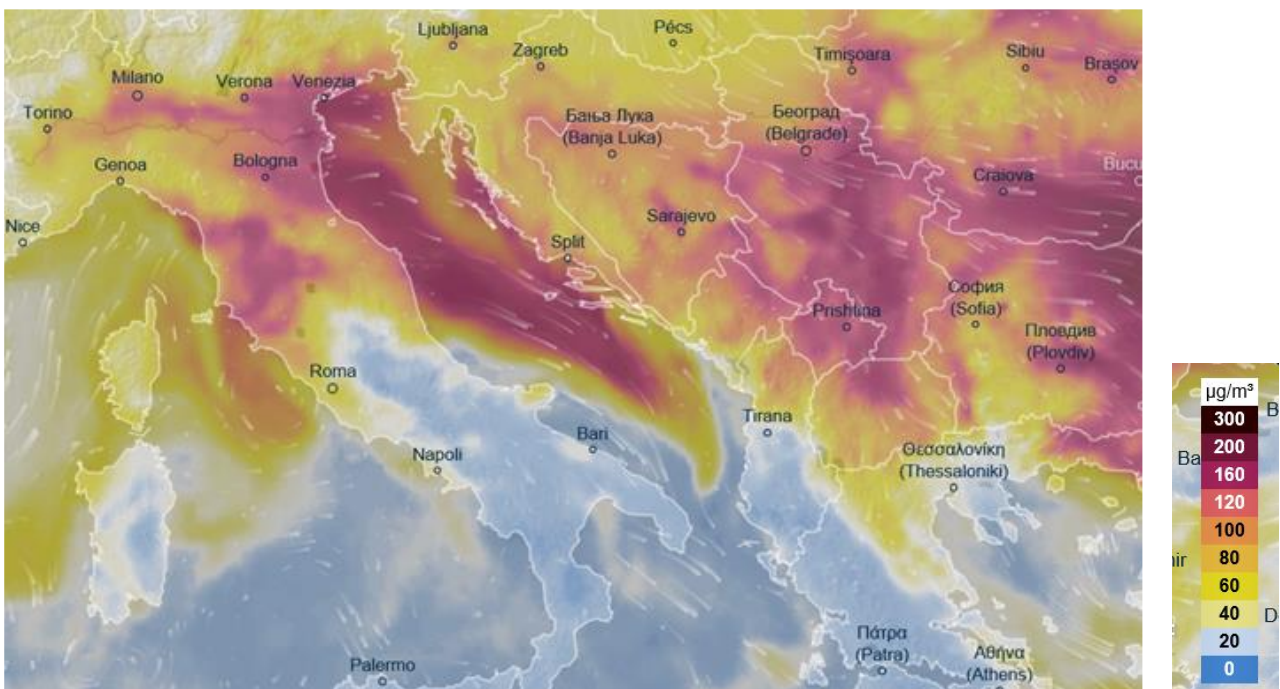 Ljubljana
Pécs
Zagreb
Timișoara
Sibiu
Brașov
Milano
Verona
Venezia
Torino
Бања Лука
(Banja Luka)
Београд
(Belgrade)
Genoa
Bologna
Craiova
Bucu
Nice
Sarajevo
Split
Prishtina
София
(Sofia)
Пловдив
(Plovdiv)
Roma
Tirana
Napoli
Bari
Θεσσαλονίκη
(Thessaloniki)
Πάτρα
(Patra)
Αθήνα
(Athens)
Palermo
µg/m³
300
B
200
Ba
160
120
100
80
ir
60
40
D
20
0